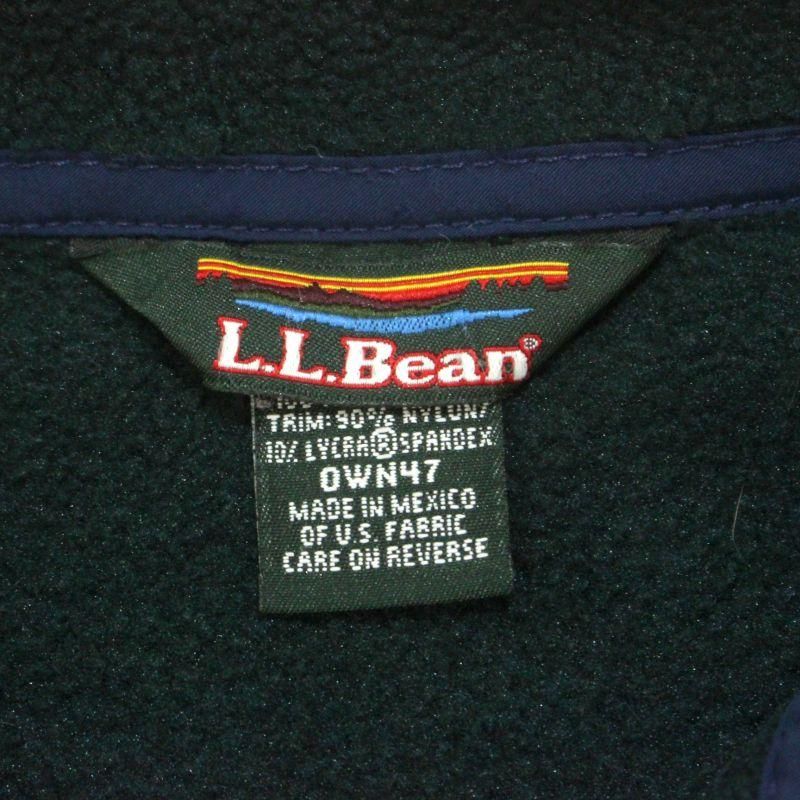 L.L.Bean®
TRIM: 90% NYLON/
10% LYCRA®SPANDEX
OWN47
MADE IN MEXICO
OF U.S. FABRIC
CARE ON REVERSE